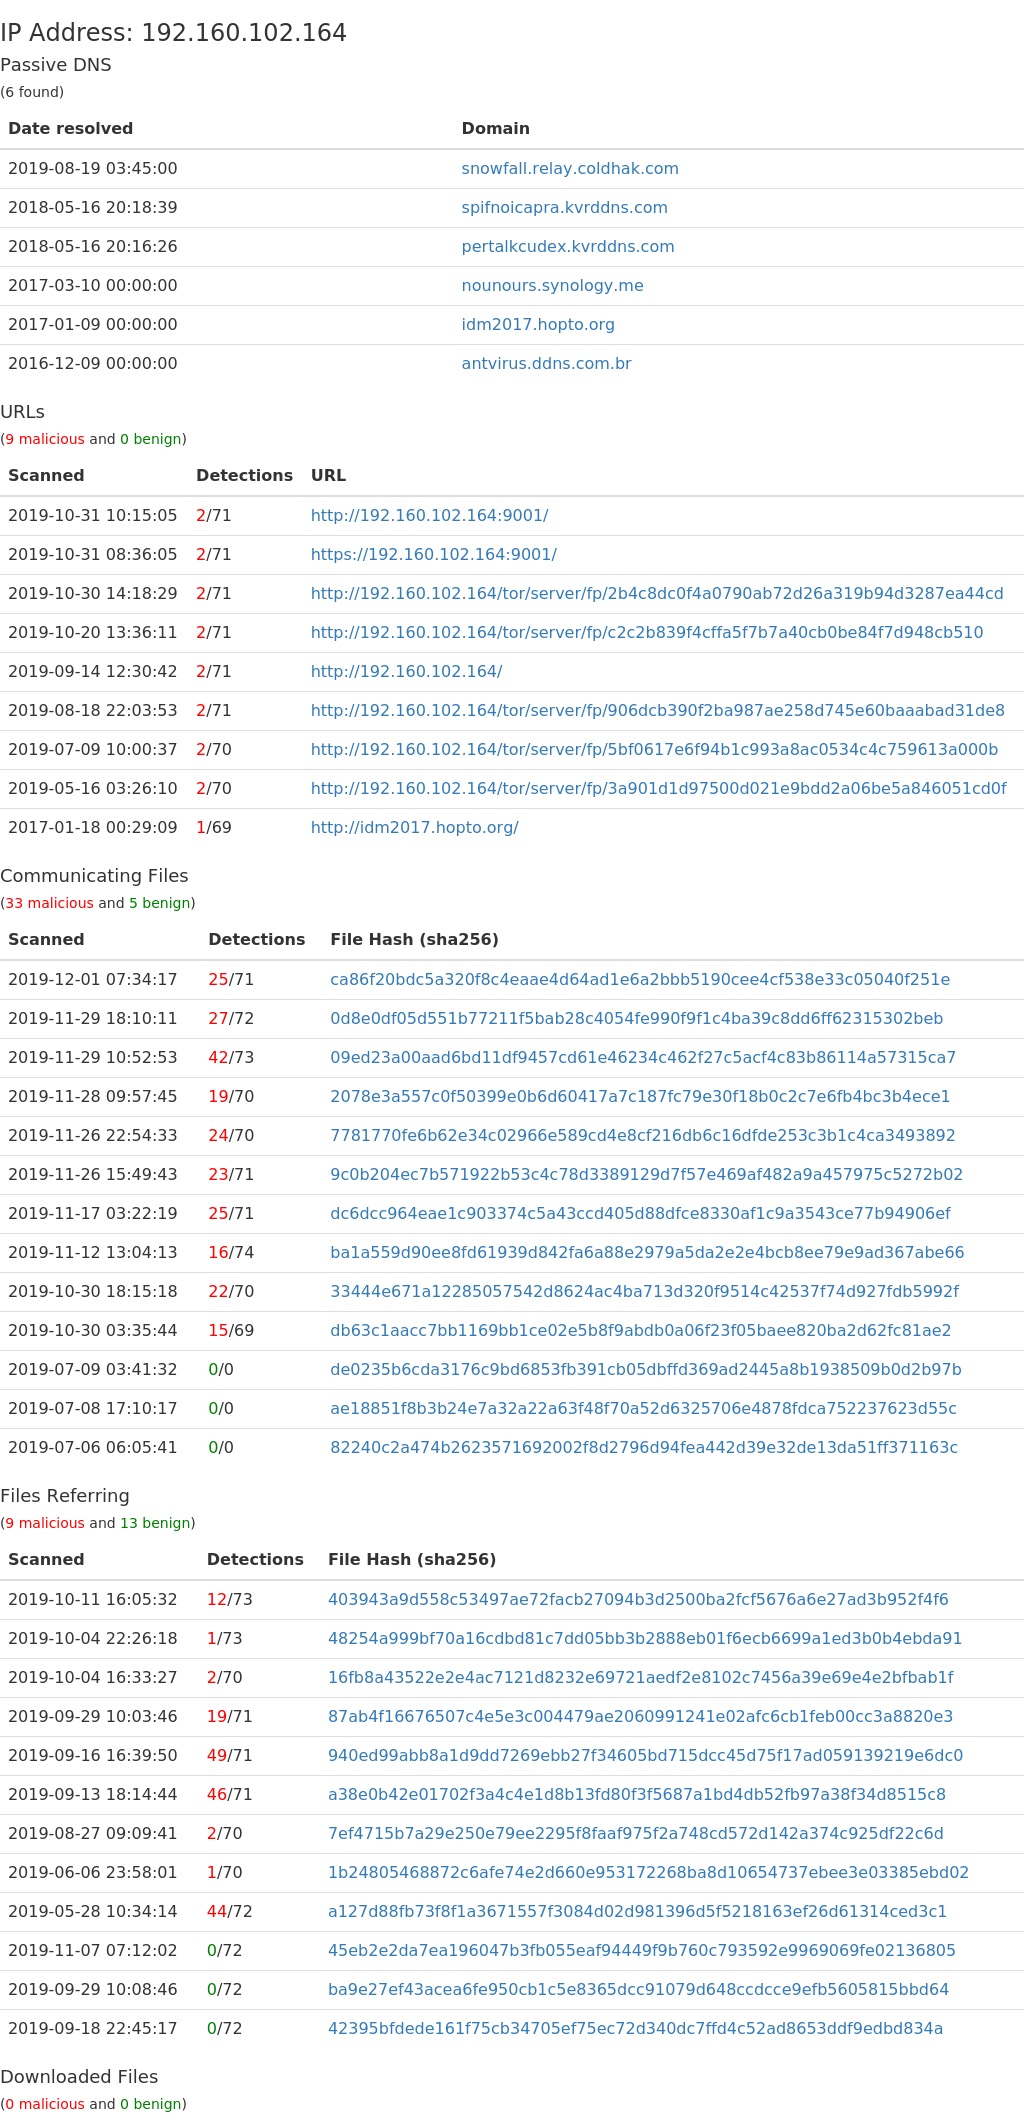 IP Address: 192.160.102.164
Passive DNS
(6 found)
Date resolved Domain
2019-08-19 03:45:00 snowfall.relay.coldhak.com
2018-05-16 20:18:39 spifnoicapra.kvrddns.com
2018-05-16 20:16:26 pertalkcudex.kvrddns.com
2017-03-10 00:00:00 nounours.synology.me
2017-01-09 00:00:00 idm2017.hopto.org
2016-12-09 00:00:00 antvirus.ddns.com.br
URLs
(9 malicious and 0 benign)
Scanned Detections URL
2019-10-31 10:15:05 2/71 http://192.160.102.164:9001/
2019-10-31 08:36:05 2/71 https://192.160.102.164:9001/
2019-10-30 14:18:29 2/71 http://192.160.102.164/tor/server/fp/2b4c8dc0f4a0790ab72d26a319b94d3287ea44cd
2019-10-20 13:36:11 2/71 http://192.160.102.164/tor/server/fp/c2c2b839f4cffa5f7b7a40cb0be84f7d948cb510
2019-09-14 12:30:42 2/71 http://192.160.102.164/
2019-08-18 22:03:53 2/71 http://192.160.102.164/tor/server/fp/906dcb390f2ba987ae258d745e60baaabad31de8
2019-07-09 10:00:37 2/70 http://192.160.102.164/tor/server/fp/5bf0617e6f94b1c993a8ac0534c4c759613a000b
2019-05-16 03:26:10 2/70 http://192.160.102.164/tor/server/fp/3a901d1d97500d021e9bdd2a06be5a846051cd0f
2017-01-18 00:29:09 1/69 http://idm2017.hopto.org/
Communicating Files
(33 malicious and 5 benign)
Scanned Detections File Hash (sha256)
2019-12-01 07:34:17 25/71 ca86f20bdc5a320f8c4eaae4d64ad1e6a2bbb5190cee4cf538e33c05040f251e
2019-11-29 18:10:11 27/72 0d8e0df05d551b77211f5bab28c4054fe990f9f1c4ba39c8dd6ff62315302beb
2019-11-29 10:52:53 42/73 09ed23a00aad6bd11df9457cd61e46234c462f27c5acf4c83b86114a57315ca7
2019-11-28 09:57:45 19/70 2078e3a557c0f50399e0b6d60417a7c187fc79e30f18b0c2c7e6fb4bc3b4ece1
2019-11-26 22:54:33 24/70 7781770fe6b62e34c02966e589cd4e8cf216db6c16dfde253c3b1c4ca3493892
2019-11-26 15:49:43 23/71 9c0b204ec7b571922b53c4c78d3389129d7f57e469af482a9a457975c5272b02
2019-11-17 03:22:19 25/71 dc6dcc964eae1c903374c5a43ccd405d88dfce8330af1c9a3543ce77b94906ef
2019-11-12 13:04:13 16/74 ba1a559d90ee8fd61939d842fa6a88e2979a5da2e2e4bcb8ee79e9ad367abe66
2019-10-30 18:15:18 22/70 33444e671a12285057542d8624ac4ba713d320f9514c42537f74d927fdb5992f
2019-10-30 03:35:44 15/69 db63c1aacc7bb1169bb1ce02e5b8f9abdb0a06f23f05baee820ba2d62fc81ae2
2019-07-09 03:41:32 0/0 de0235b6cda3176c9bd6853fb391cb05dbffd369ad2445a8b1938509b0d2b97b
2019-07-08 17:10:17 0/0 ae18851f8b3b24e7a32a22a63f48f70a52d6325706e4878fdca752237623d55c
2019-07-06 06:05:41 0/0 82240c2a474b2623571692002f8d2796d94fea442d39e32de13da51ff371163c
Files Referring
(9 malicious and 13 benign)
Scanned Detections File Hash (sha256)
2019-10-11 16:05:32 12/73 403943a9d558c53497ae72facb27094b3d2500ba2fcf5676a6e27ad3b952f4f6
2019-10-04 22:26:18 1/73 48254a999bf70a16cdbd81c7dd05bb3b2888eb01f6ecb6699a1ed3b0b4ebda91
2019-10-04 16:33:27 2/70 16fb8a43522e2e4ac7121d8232e69721aedf2e8102c7456a39e69e4e2bfbab1f
2019-09-29 10:03:46 19/71 87ab4f16676507c4e5e3c004479ae2060991241e02afc6cb1feb00cc3a8820e3
2019-09-16 16:39:50 49/71 940ed99abb8a1d9dd7269ebb27f34605bd715dcc45d75f17ad059139219e6dc0
2019-09-13 18:14:44 46/71 a38e0b42e01702f3a4c4e1d8b13fd80f3f5687a1bd4db52fb97a38f34d8515c8
2019-08-27 09:09:41 2/70 7ef4715b7a29e250e79ee2295f8faaf975f2a748cd572d142a374c925df22c6d
2019-06-06 23:58:01 1/70 1b24805468872c6afe74e2d660e953172268ba8d10654737ebee3e03385ebd02
2019-05-28 10:34:14 44/72 a127d88fb73f8f1a3671557f3084d02d981396d5f5218163ef26d61314ced3c1
2019-11-07 07:12:02 0/72 45eb2e2da7ea196047b3fb055eaf94449f9b760c793592e9969069fe02136805
2019-09-29 10:08:46 0/72 ba9e27ef43acea6fe950cb1c5e8365dcc91079d648ccdcce9efb5605815bbd64
2019-09-18 22:45:17 0/72 42395bfdede161f75cb34705ef75ec72d340dc7ffd4c52ad8653ddf9edbd834a
Downloaded Files
(0 malicious and 0 benign)